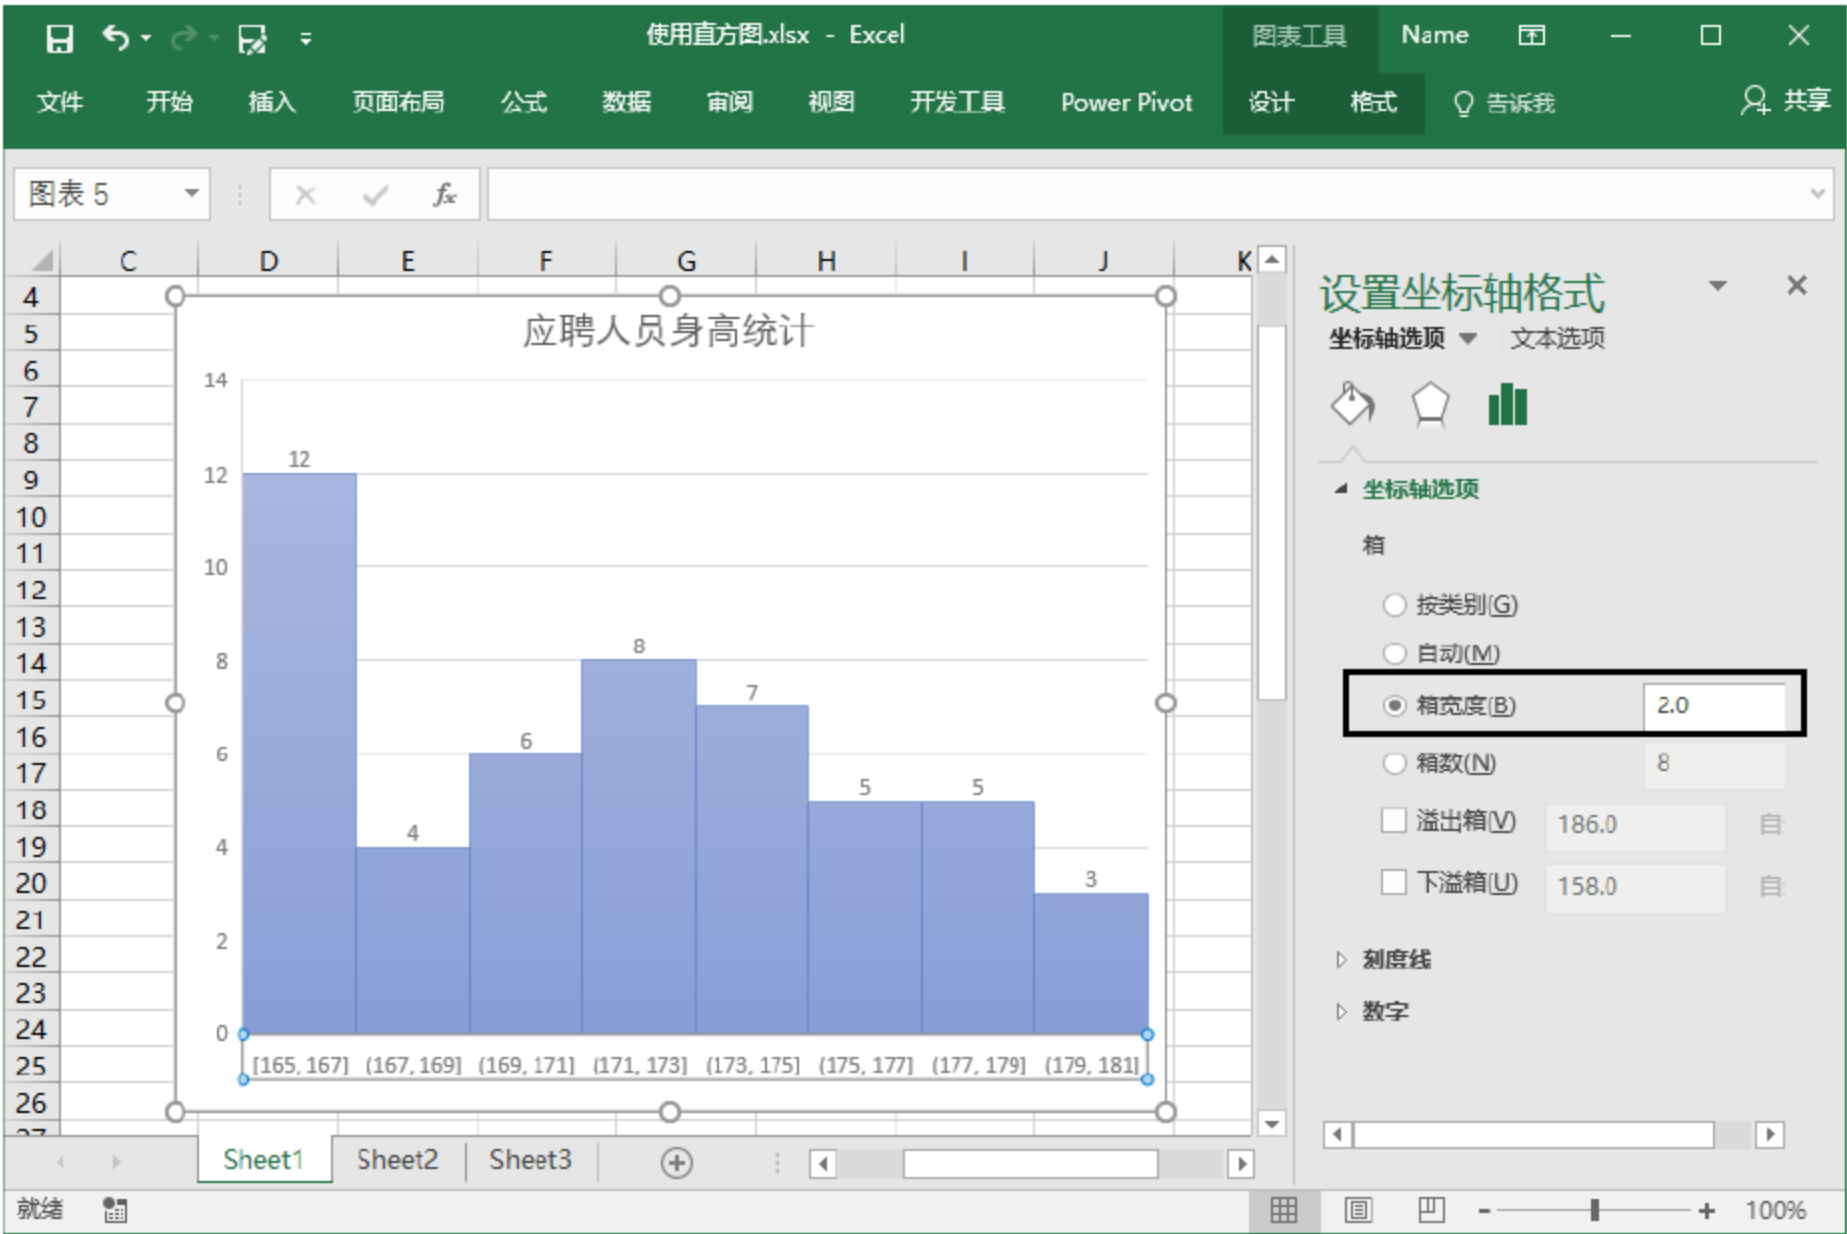 使用直方图.xlsx - Excel
图表工具
Name
文件 开始 插入 页面布局 公式 数据 审阅 视图 开发工具 Power Pivot 设计 格式 告诉我 共享
图表 5
fx
C D E F G H I J K
4
5
6
7
8
9
10
11
12
13
14
15
16
17
18
19
20
21
22
23
24
25
26
27
应聘人员身高统计
14
12
10
8
6
4
2
0
12
4
6
8
7
5
5
3
[165, 167] (167, 169] (169, 171] (171, 173] (173, 175] (175, 177] (177, 179] (179, 181]
设置坐标轴格式
坐标轴选项 文本选项
坐标轴选项
箱
按类别(G)
自动(M)
箱宽度(B) 2.0
箱数(N) 8
溢出箱(V) 186.0 自
下溢箱(U) 158.0 自
刻度线
数字
Sheet1 Sheet2 Sheet3
就绪
100%